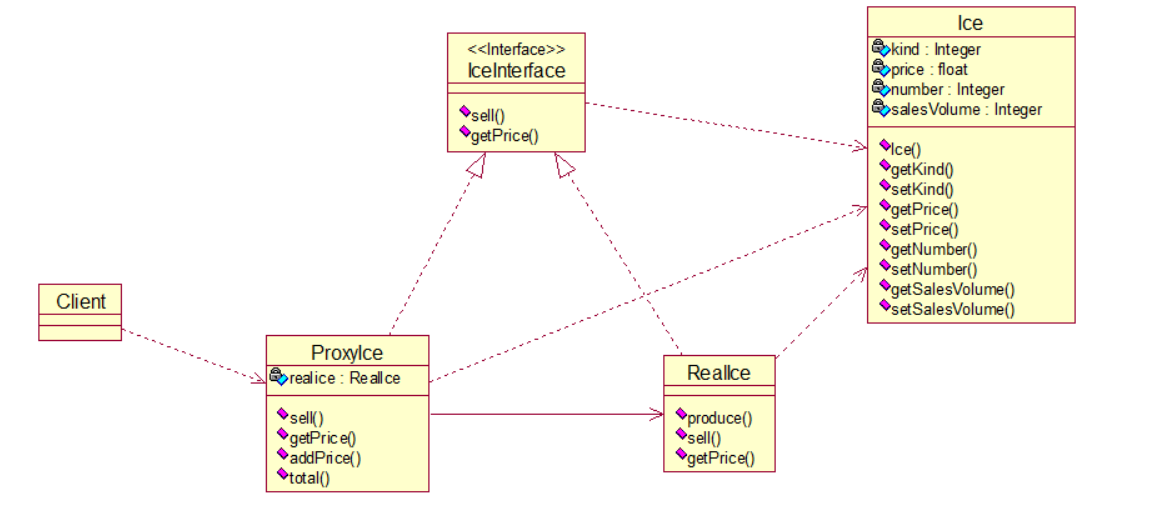 <<Interface>>
IceInterface
sell()
getPrice()
Ice
kind : Integer
price : float
number : Integer
salesVolume : Integer
Ice()
getKind()
setKind()
getPrice()
setPrice()
getNumber()
setNumber()
getSalesVolume()
setSalesVolume()
Client
ProxyIce
realice : RealIce
sell()
getPrice()
addPrice()
total()
RealIce
produce()
sell()
getPrice()